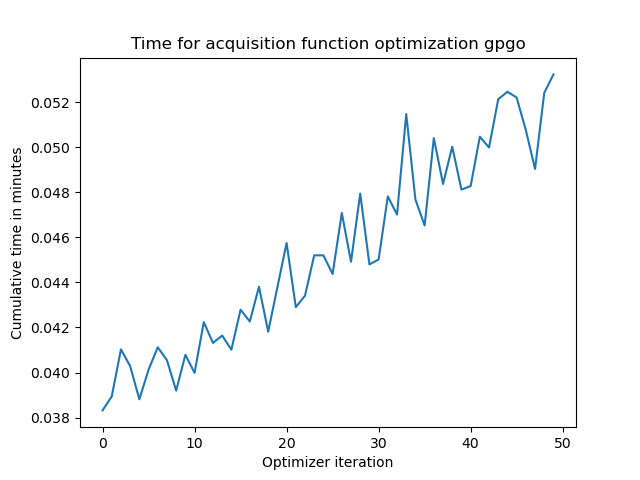 Time for acquisition function optimization gpgo
Cumulative time in minutes
0.052
0.050
0.048
0.046
0.044
0.042
0.040
0.038
0 10 20 30 40 50
Optimizer iteration